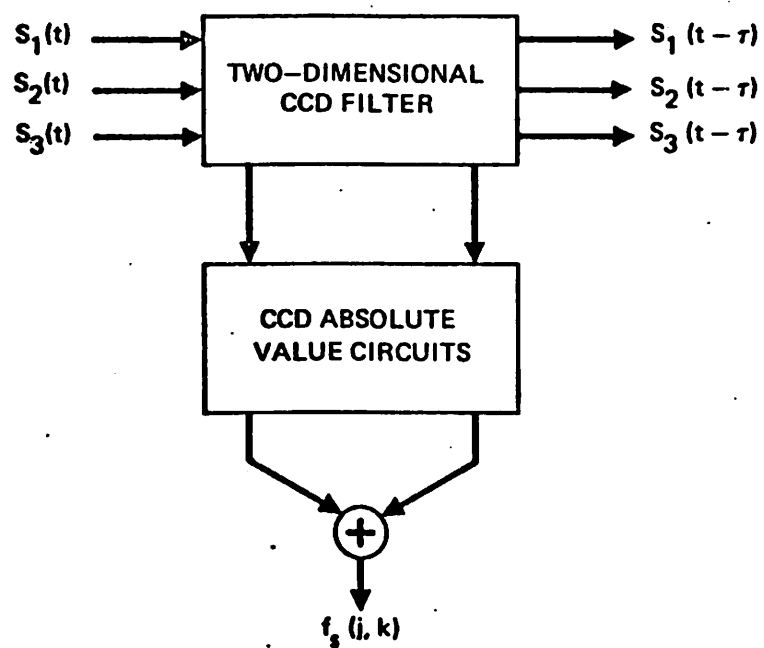 S₁(t)
S₂(t)
S₃(t)
TWO–DIMENSIONAL
CCD FILTER
S₁ (t – τ)
S₂ (t – τ)
S₃ (t – τ)
CCD ABSOLUTE
VALUE CIRCUITS
+
fₛ (j, k)